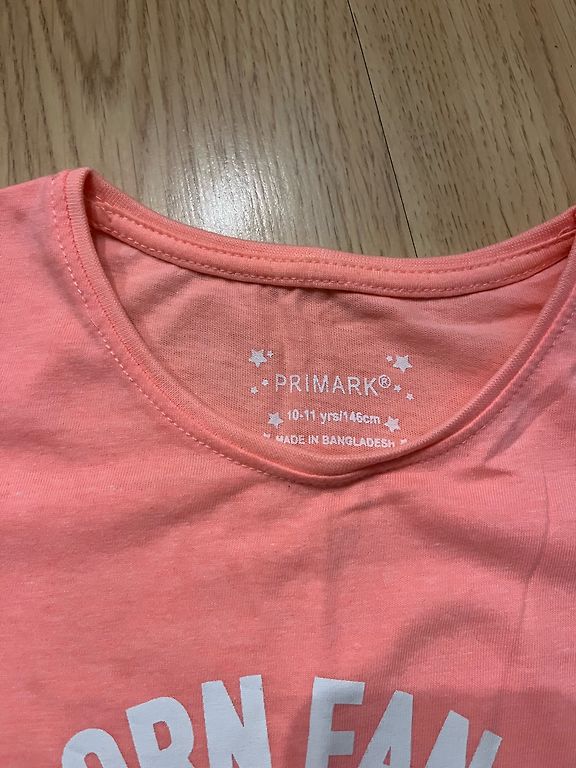 PRIMARK®
10-11 yrs/146cm
MADE IN BANGLADESH
ORN FAN